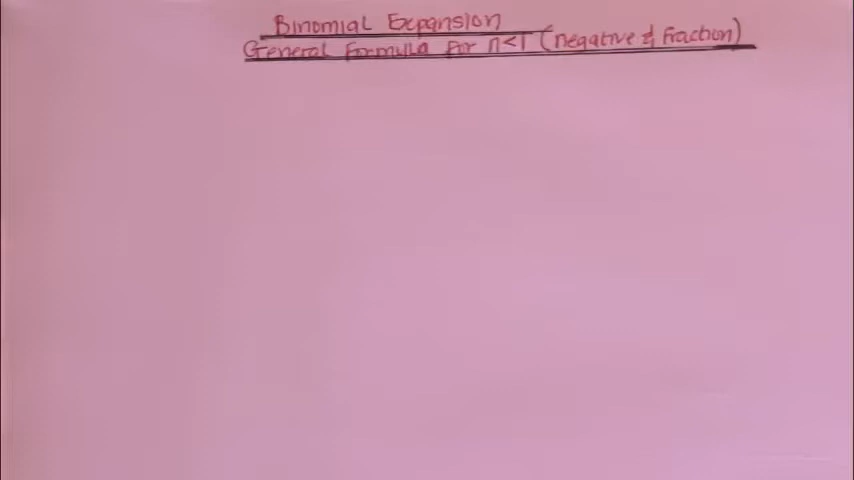 Binomial Expansion
General Formula for n<1 (negative & Fraction)